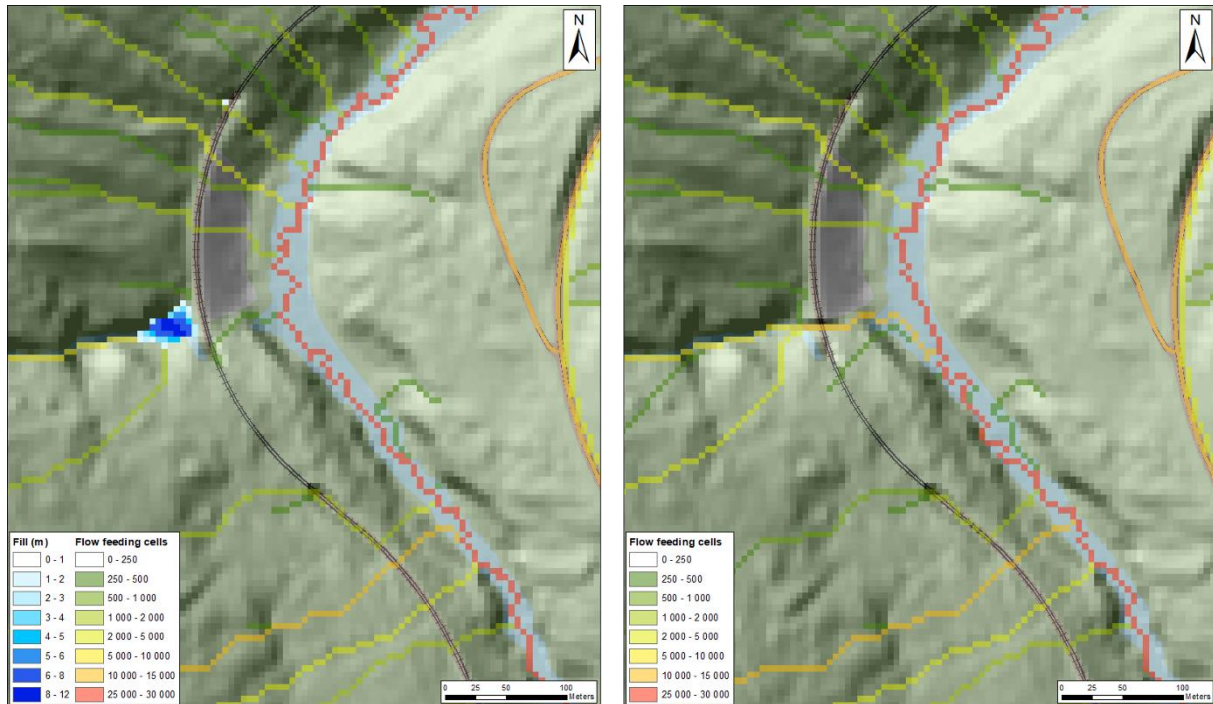 N
Fill (m)
0 - 1
1 - 2
2 - 3
3 - 4
4 - 5
5 - 6
6 - 8
8 - 12
Flow feeding cells
0 - 250
250 - 500
500 - 1 000
1 000 - 2 000
2 000 - 5 000
5 000 - 10 000
10 000 - 15 000
25 000 - 30 000
0 25 50 100
Meters
N
Flow feeding cells
0 - 250
250 - 500
500 - 1 000
1 000 - 2 000
2 000 - 5 000
5 000 - 10 000
10 000 - 15 000
25 000 - 30 000
0 25 50 100
Meters